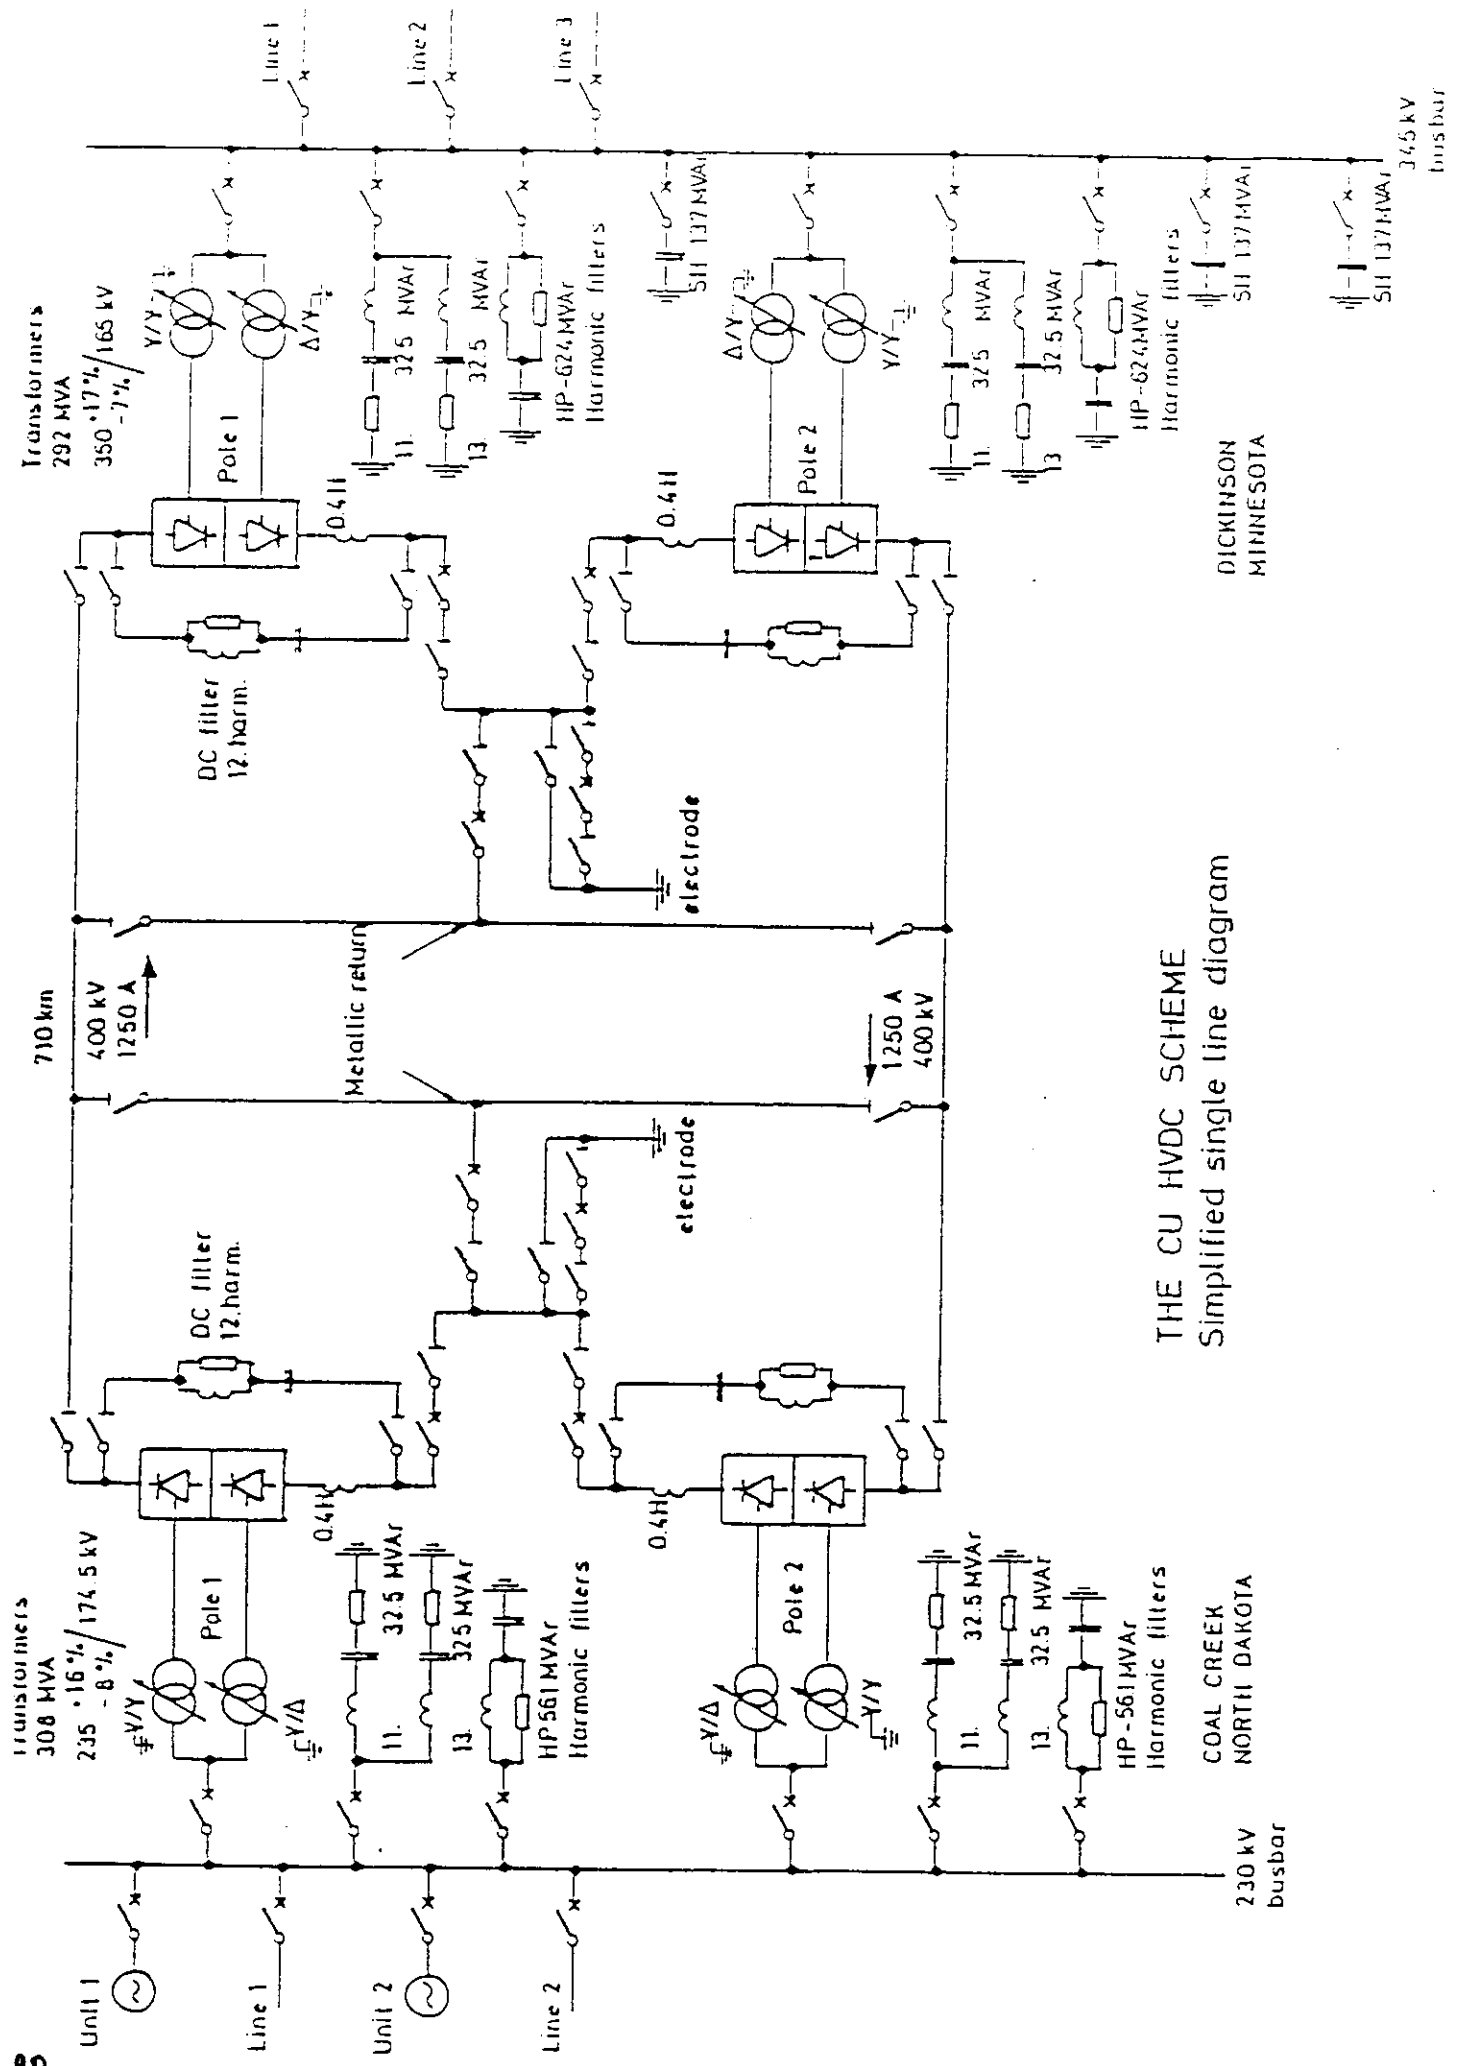 Transformers
308 MVA
235 +16% -8% / 174.5 kV
Y/Y
Y/Δ
Pole 1
0.4H
DC filter
12.harm.
11.
32.5 MVAr
13.
32.5 MVAr
HP 561 MVAr
Harmonic filters
Unit 1
Line 1
Unit 2
Line 2
Y/Δ
Y/Y
Pole 2
0.4H
11.
32.5 MVAr
13.
32.5 MVAr
HP-561 MVAr
Harmonic filters
230 kV
busbar
COAL CREEK
NORTH DAKOTA
710 km
400 kV
1250 A
Metallic return
electrode
electrode
1250 A
400 kV
Transformers
292 MVA
350 +17% -7% / 165 kV
Y/Y
Δ/Y
Pole 1
0.4H
DC filter
12.harm.
11.
32.5 MVAr
13.
32.5 MVAr
HP-624 MVAr
Harmonic filters
SH 137 MVAr
Line 1
Line 2
Line 3
Δ/Y
Y/Y
Pole 2
0.4H
11.
32.5 MVAr
13
32.5 MVAr
HP-624 MVAr
Harmonic filters
SH 137 MVAr
SH 137 MVAr
345 kV
busbar
DICKINSON
MINNESOTA
THE CU HVDC SCHEME
Simplified single line diagram